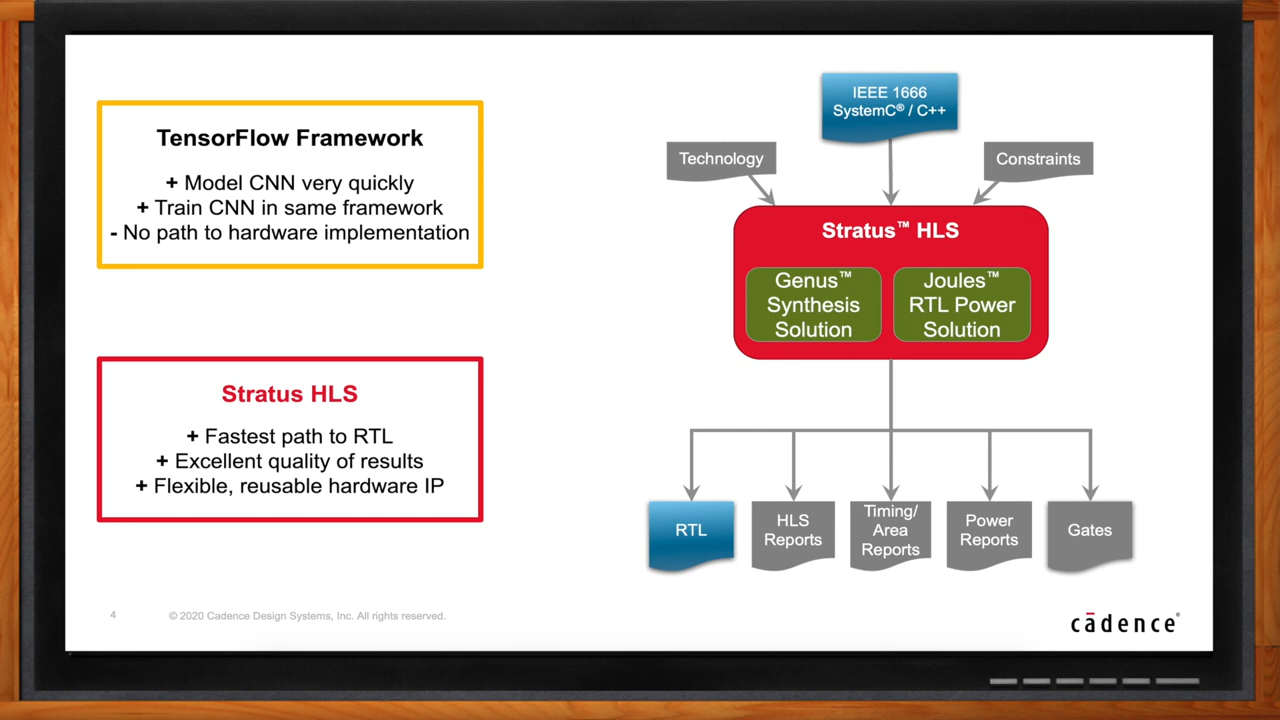 TensorFlow Framework
+ Model CNN very quickly
+ Train CNN in same framework
- No path to hardware implementation
Stratus HLS
+ Fastest path to RTL
+ Excellent quality of results
+ Flexible, reusable hardware IP
IEEE 1666
SystemC® / C++
Technology
Constraints
Stratus™ HLS
Genus™
Synthesis
Solution
Joules™
RTL Power
Solution
RTL
HLS
Reports
Timing/
Area
Reports
Power
Reports
Gates
4
© 2020 Cadence Design Systems, Inc. All rights reserved.
cādence®